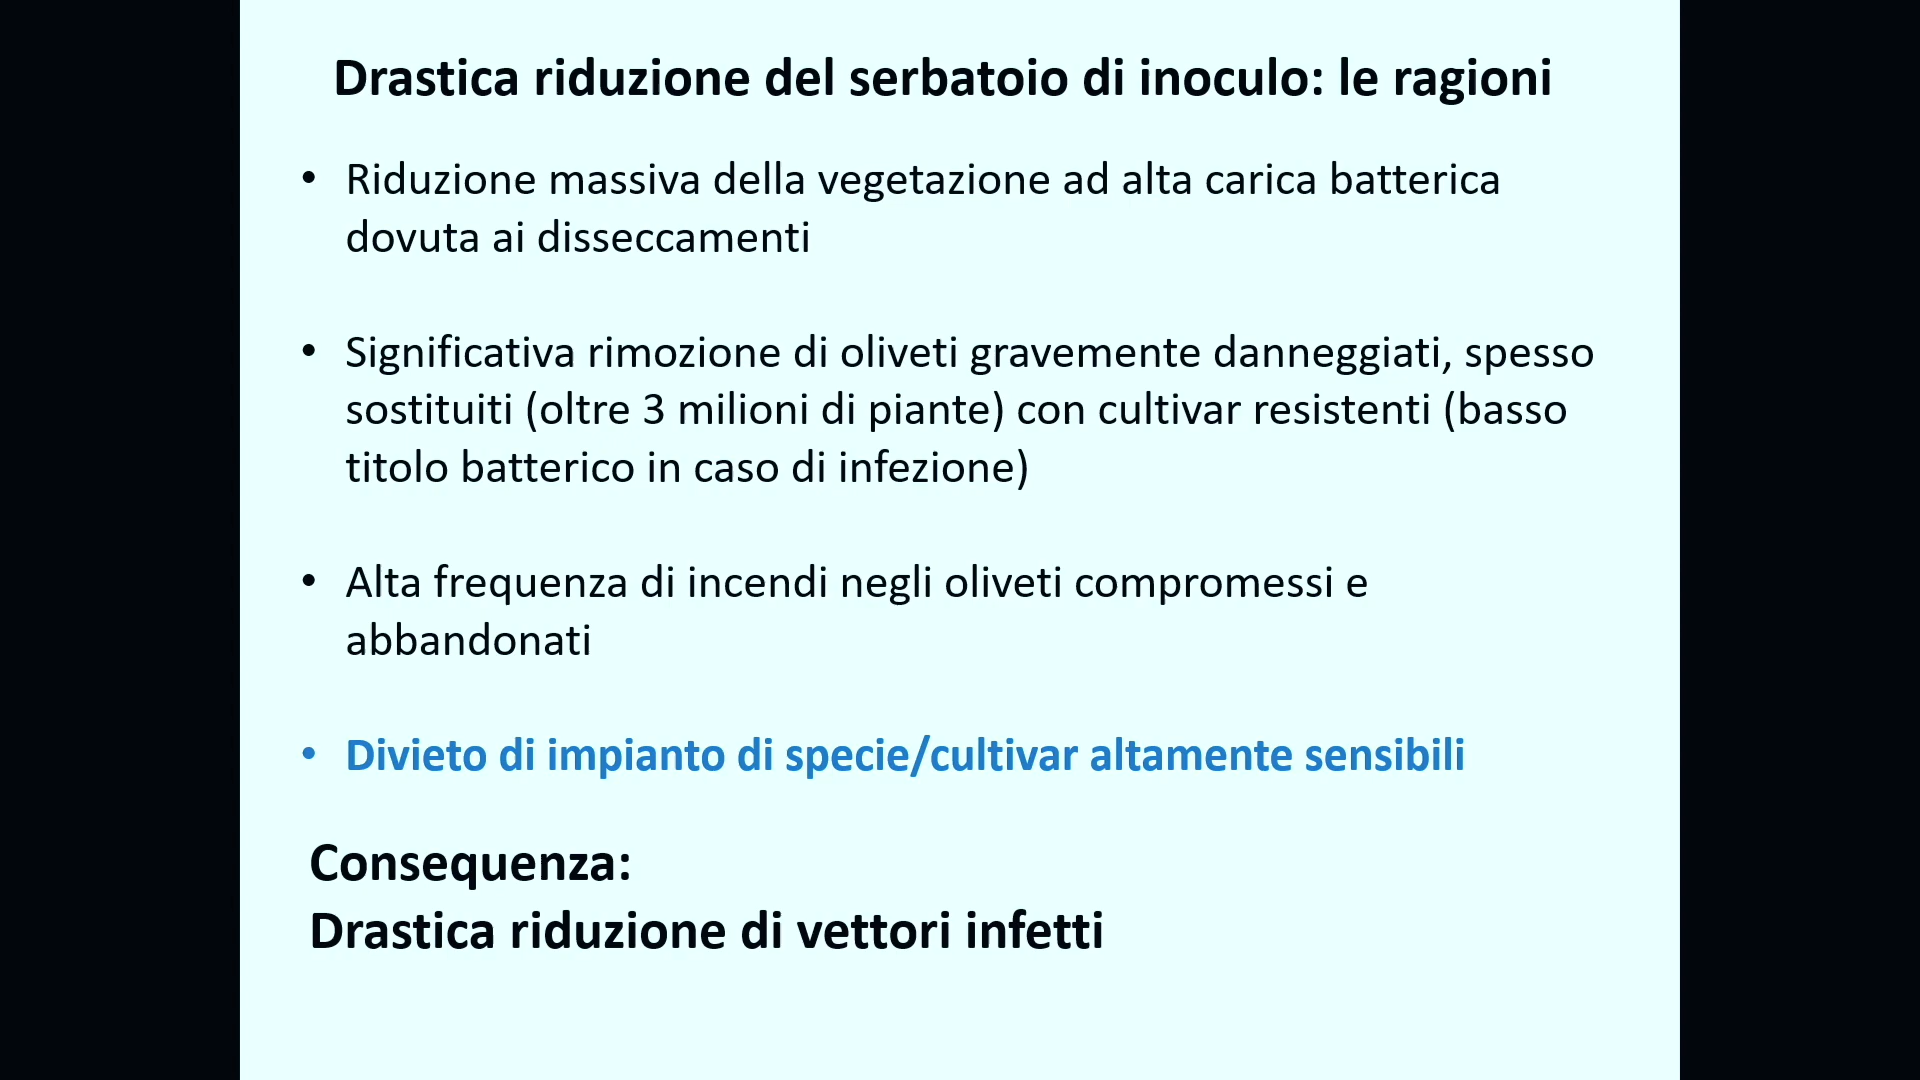 Drastica riduzione del serbatoio di inoculo: le ragioni
• Riduzione massiva della vegetazione ad alta carica batterica
dovuta ai disseccamenti
• Significativa rimozione di oliveti gravemente danneggiati, spesso
sostituiti (oltre 3 milioni di piante) con cultivar resistenti (basso
titolo batterico in caso di infezione)
• Alta frequenza di incendi negli oliveti compromessi e
abbandonati
• Divieto di impianto di specie/cultivar altamente sensibili
Consequenza:
Drastica riduzione di vettori infetti